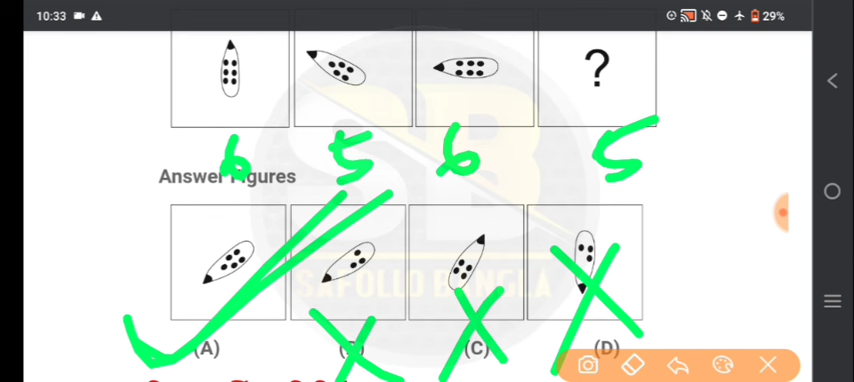 10:33
29%
?
6 5 6 5
Answer Figures
SB
SAFOLLO BANGLA
(A) (B) (C) (D)